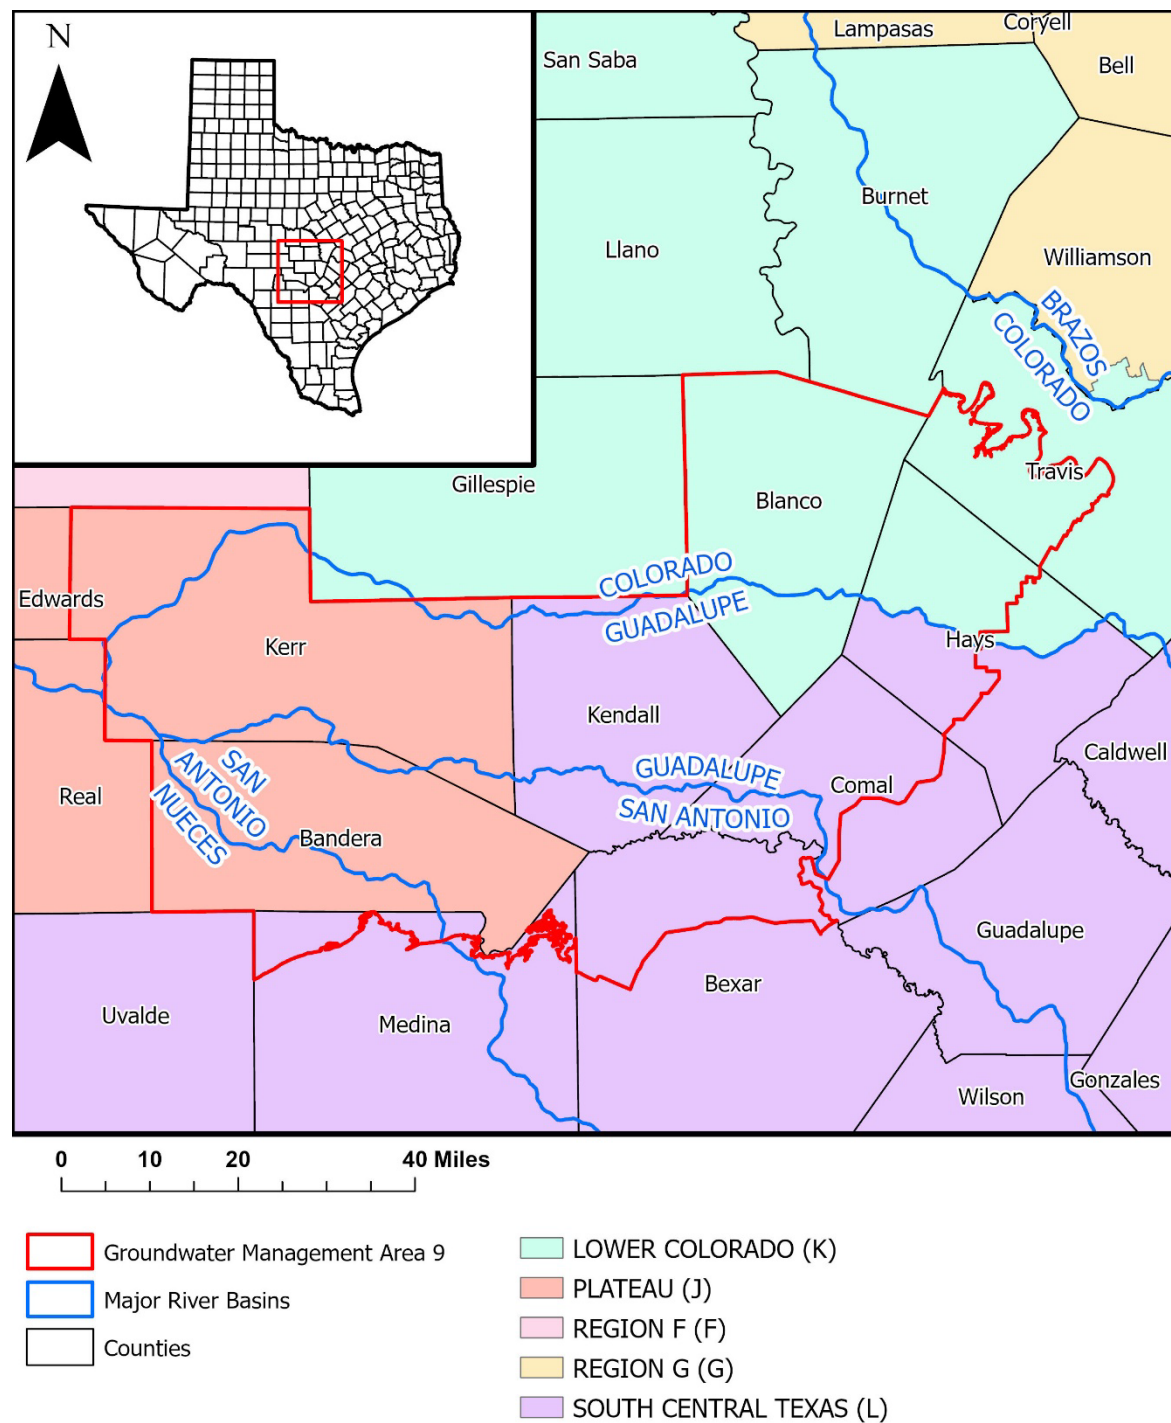 N
Lampasas
Coryell
San Saba
Bell
Burnet
Llano
Williamson
BRAZOS
COLORADO
Gillespie
Travis
Blanco
COLORADO
GUADALUPE
Edwards
Kerr
Hays
Kendall
Caldwell
SAN
ANTONIO
NUECES
GUADALUPE
SAN ANTONIO
Comal
Real
Bandera
Guadalupe
Bexar
Uvalde
Medina
Gonzales
Wilson
0 10 20 40 Miles
Groundwater Management Area 9
Major River Basins
Counties
LOWER COLORADO (K)
PLATEAU (J)
REGION F (F)
REGION G (G)
SOUTH CENTRAL TEXAS (L)